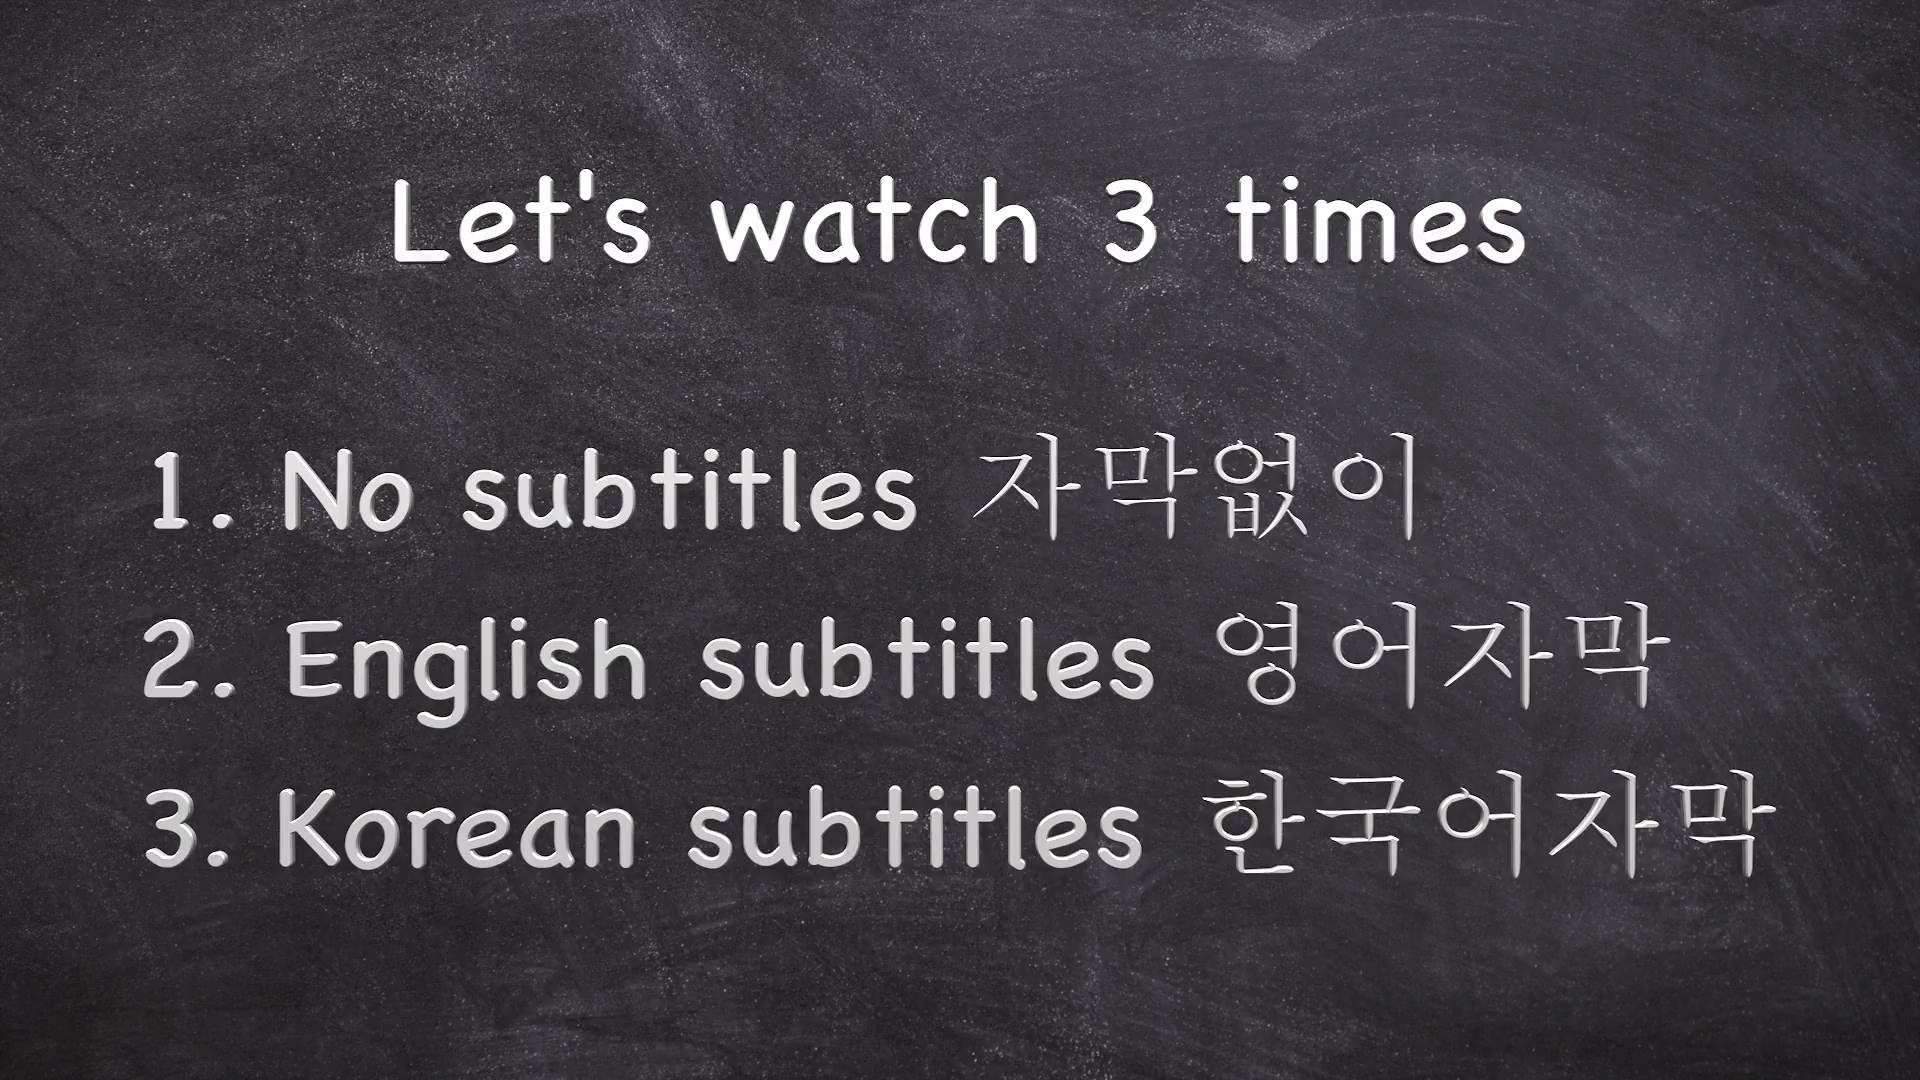 Let's watch 3 times
1. No subtitles 자막없이
2. English subtitles 영어자막
3. Korean subtitles 한국어자막